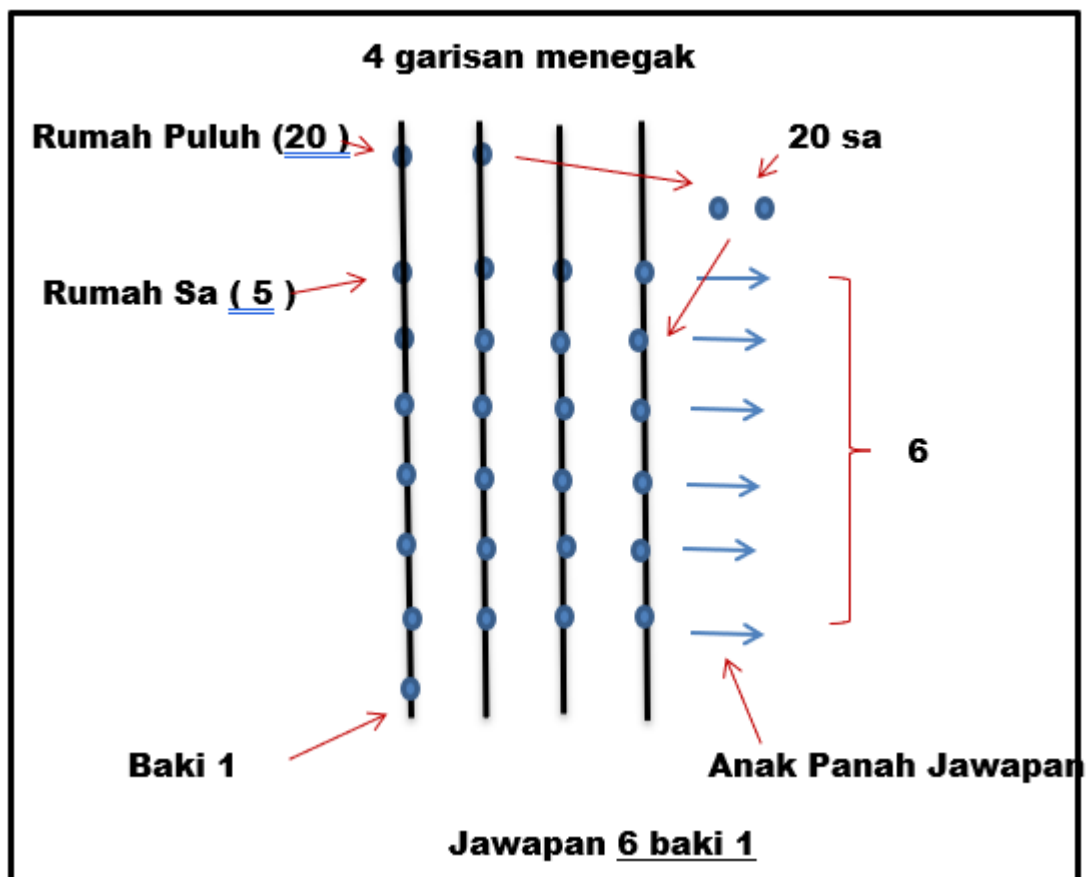 4 garisan menegak
Rumah Puluh (20 )
20 sa
Rumah Sa ( 5 )
6
Baki 1
Anak Panah Jawapan
Jawapan 6 baki 1